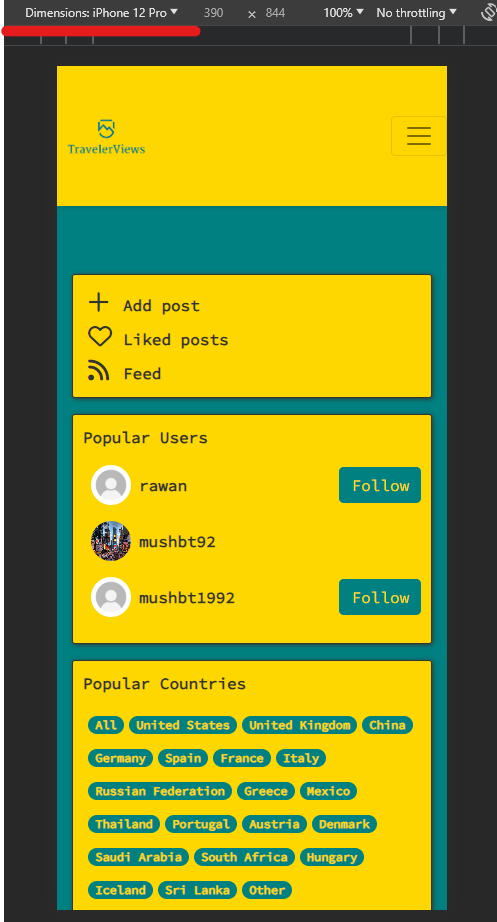 Dimensions: iPhone 12 Pro 390 × 844 100% No throttling
TravelerViews
Add post
Liked posts
Feed
Popular Users
rawan Follow
mushbt92
mushbt1992 Follow
Popular Countries
All United States United Kingdom China
Germany Spain France Italy
Russian Federation Greece Mexico
Thailand Portugal Austria Denmark
Saudi Arabia South Africa Hungary
Iceland Sri Lanka Other